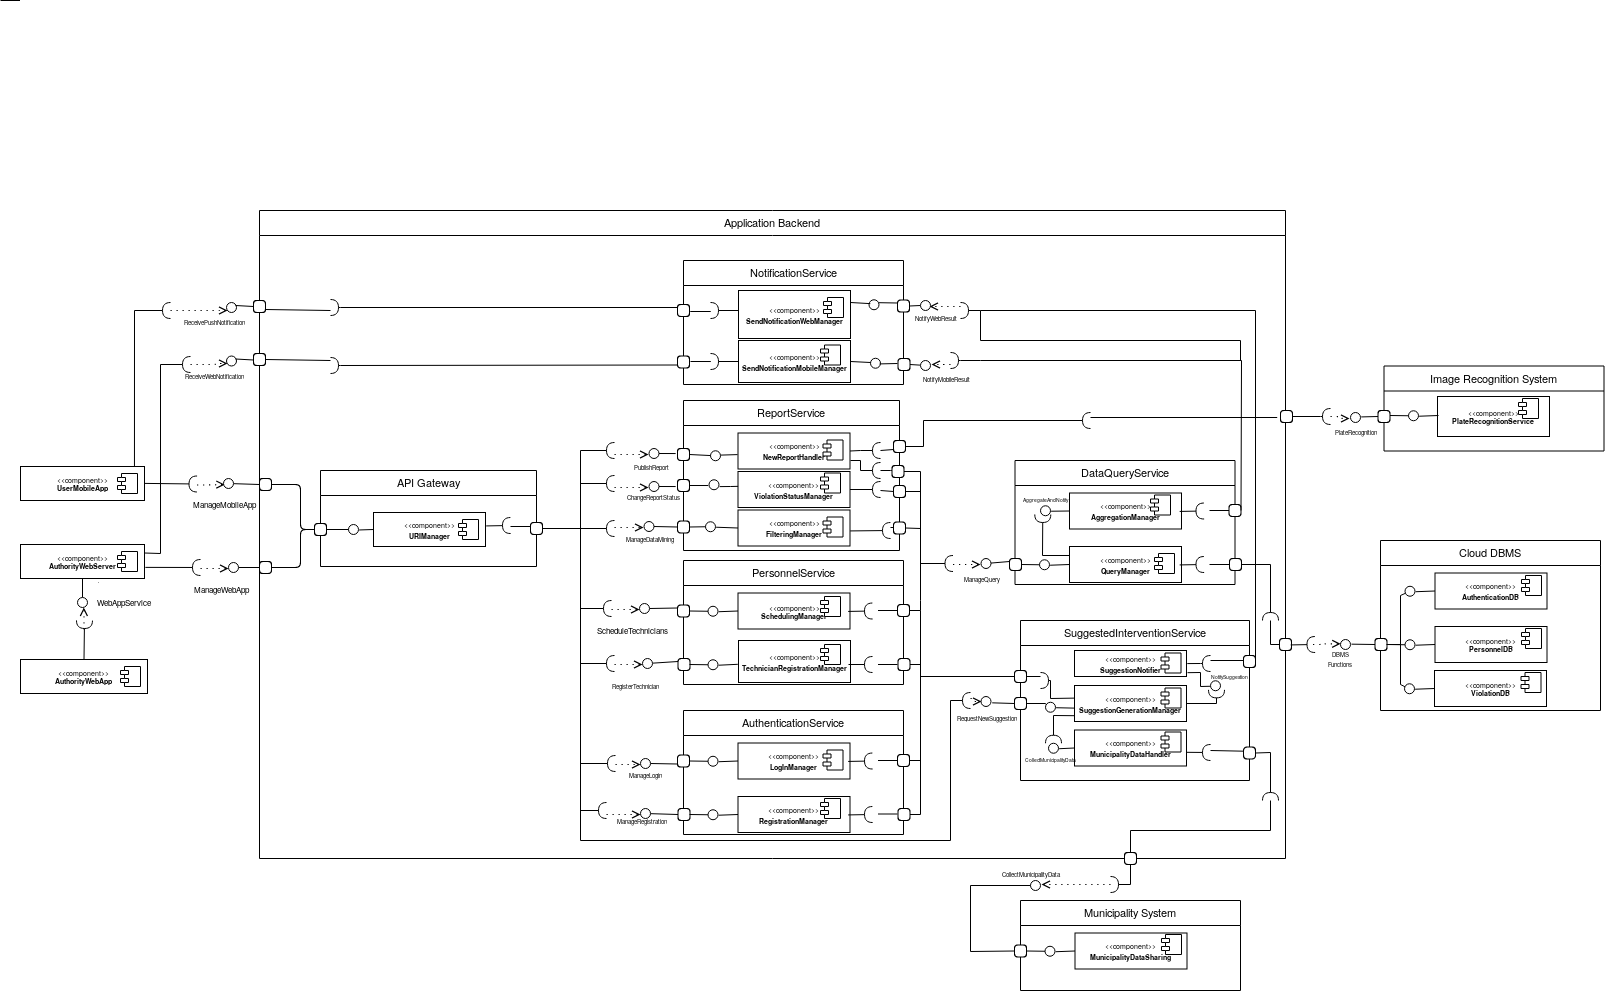 Application Backend
NotificationService
<<component>>
SendNotificationWebManager
<<component>>
SendNotificationMobileManager
ReceivePushNotification
ReceiveWebNotification
NotifyWebResult
NotifyMobileResult
Image Recognition System
<<component>>
PlateRecognitionService
PlateRecognition
ReportService
<<component>>
NewReportHandler
<<component>>
ViolationStatusManager
<<component>>
FilteringManager
PublishReport
ChangeReportStatus
ManageDataMining
<<component>>
UserMobileApp
ManageMobileApp
API Gateway
<<component>>
URIManager
<<component>>
AuthorityWebServer
ManageWebApp
WebAppService
<<component>>
AuthorityWebApp
DataQueryService
AggregateAndNotify
<<component>>
AggregationManager
<<component>>
QueryManager
ManageQuery
Cloud DBMS
<<component>>
AuthenticationDB
<<component>>
PersonnelDB
<<component>>
ViolationDB
DBMS
Functions
PersonnelService
<<component>>
SchedulingManager
<<component>>
TechnicianRegistrationManager
ScheduleTechnicians
RegisterTechnician
SuggestedInterventionService
<<component>>
SuggestionNotifier
NotifySuggestion
<<component>>
SuggestionGenerationManager
<<component>>
MunicipalityDataHandler
CollectMunicipalityData
RequestNewSuggestion
AuthenticationService
<<component>>
LogInManager
<<component>>
RegistrationManager
ManageLogin
ManageRegistration
CollectMunicipalityData
Municipality System
<<component>>
MunicipalityDataSharing